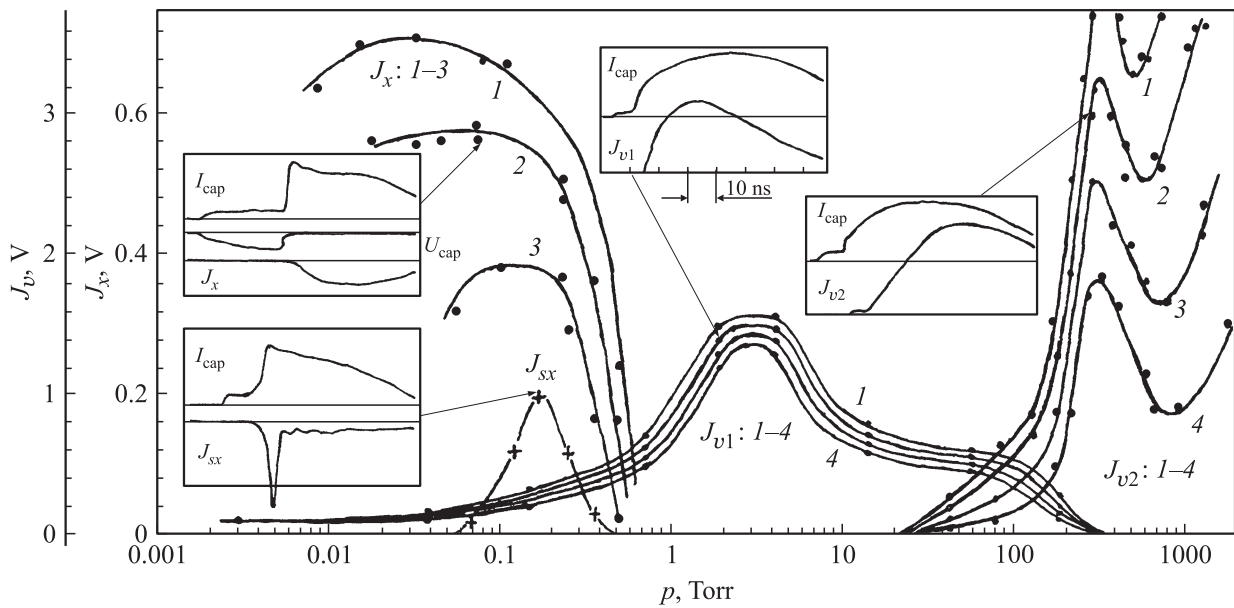 J_v, V
3
2
1
0
J_x, V
0.6
0.4
0.2
0
J_x: 1–3
1
2
3
I_cap
U_cap
J_x
I_cap
J_sx
J_sx
I_cap
J_v1
10 ns
I_cap
J_v2
J_v1: 1–4
1
4
1
2
3
4
J_v2: 1–4
0.001
0.01
0.1
1
10
100
1000
p, Torr